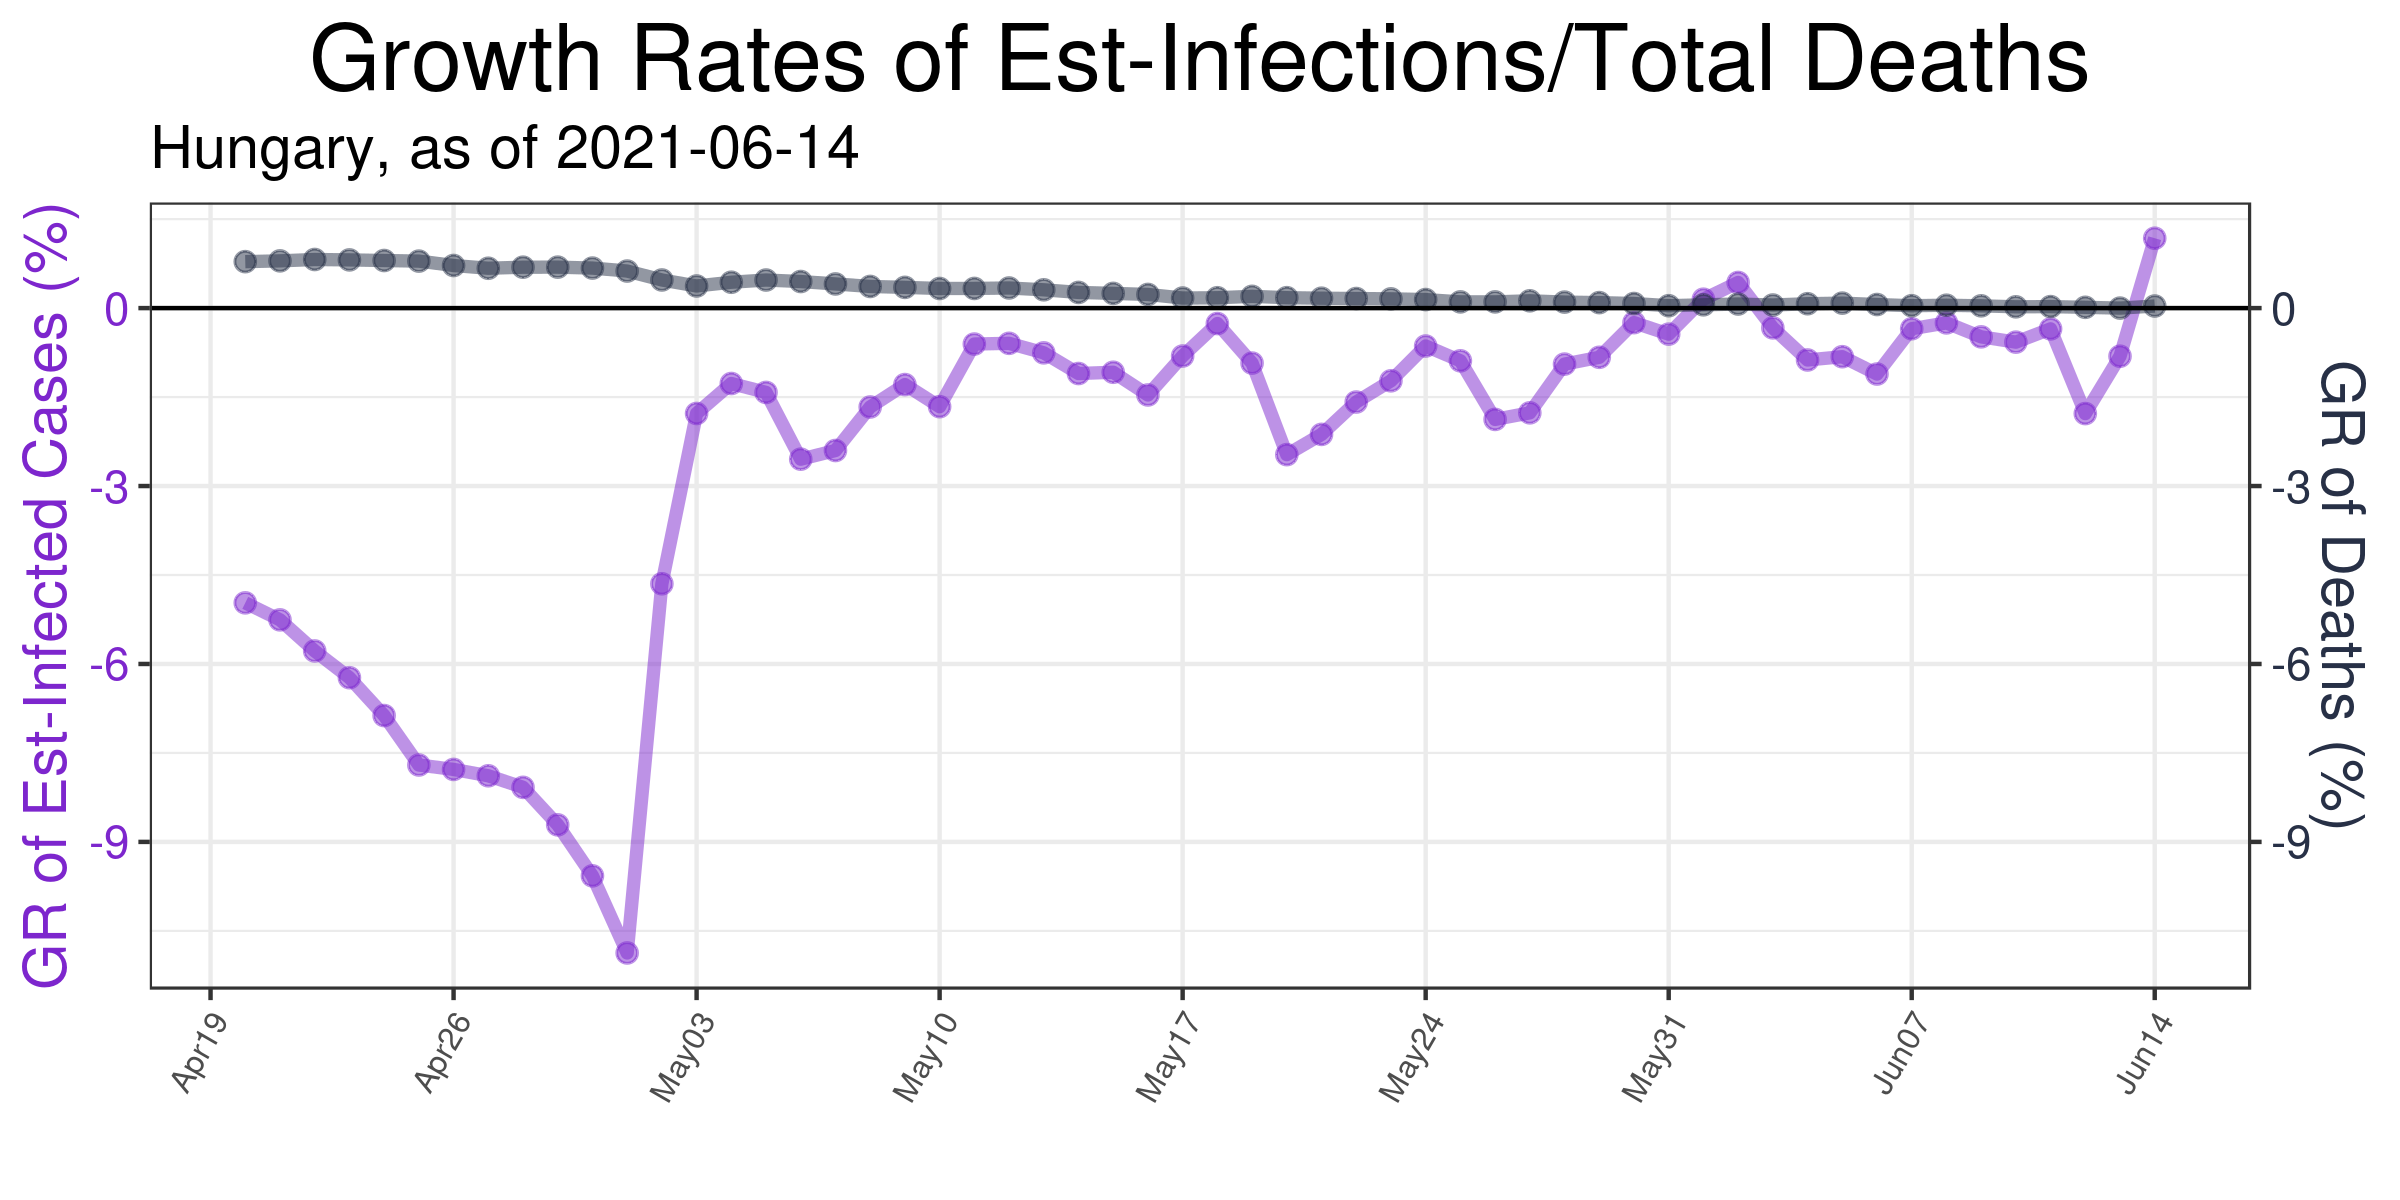 Growth Rates of Est-Infections/Total Deaths
Hungary, as of 2021-06-14
GR of Est-Infected Cases (%)
0
-3
-6
-9
0
-3
-6
-9
GR of Deaths (%)
Apr19
Apr26
May03
May10
May17
May24
May31
Jun07
Jun14